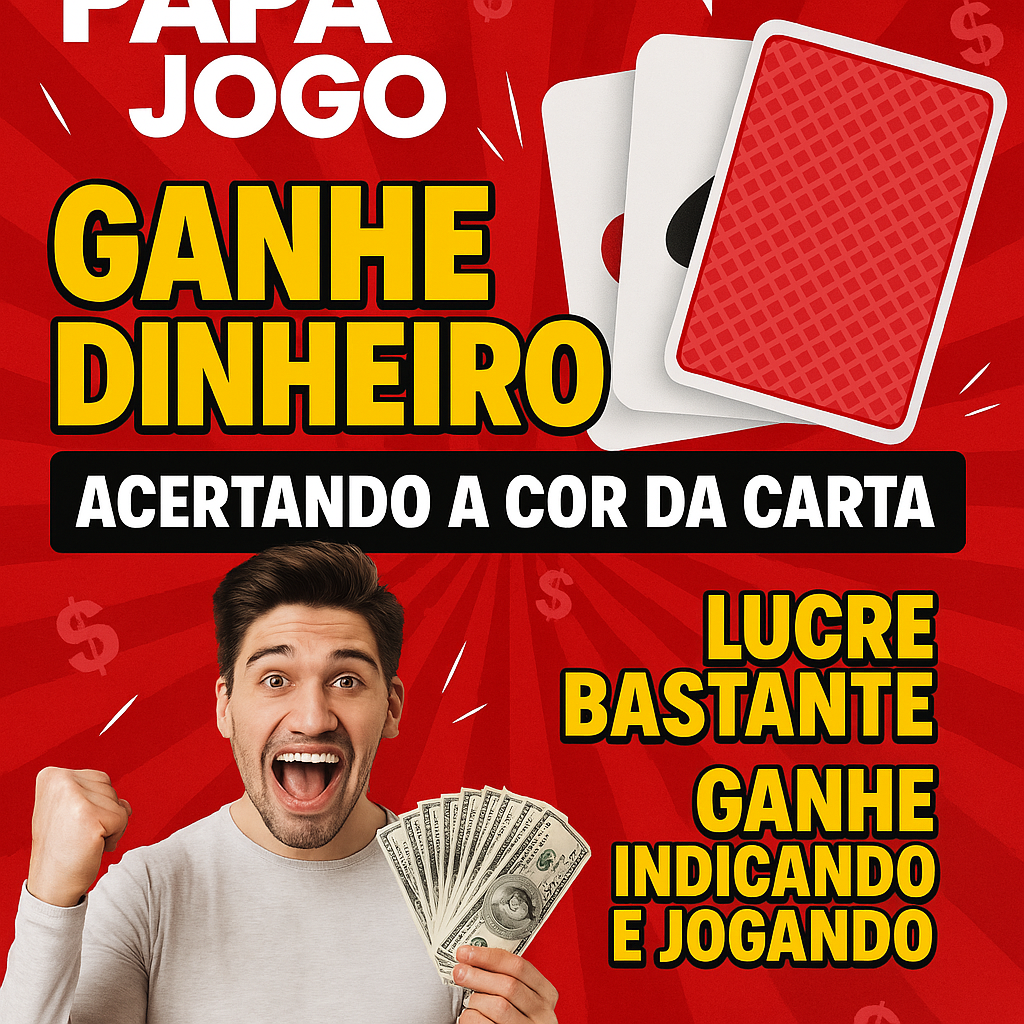 PAPA
JOGO
GANHE
DINHEIRO
ACERTANDO A COR DA CARTA
LUCRE
BASTANTE
GANHE
INDICANDO
E JOGANDO